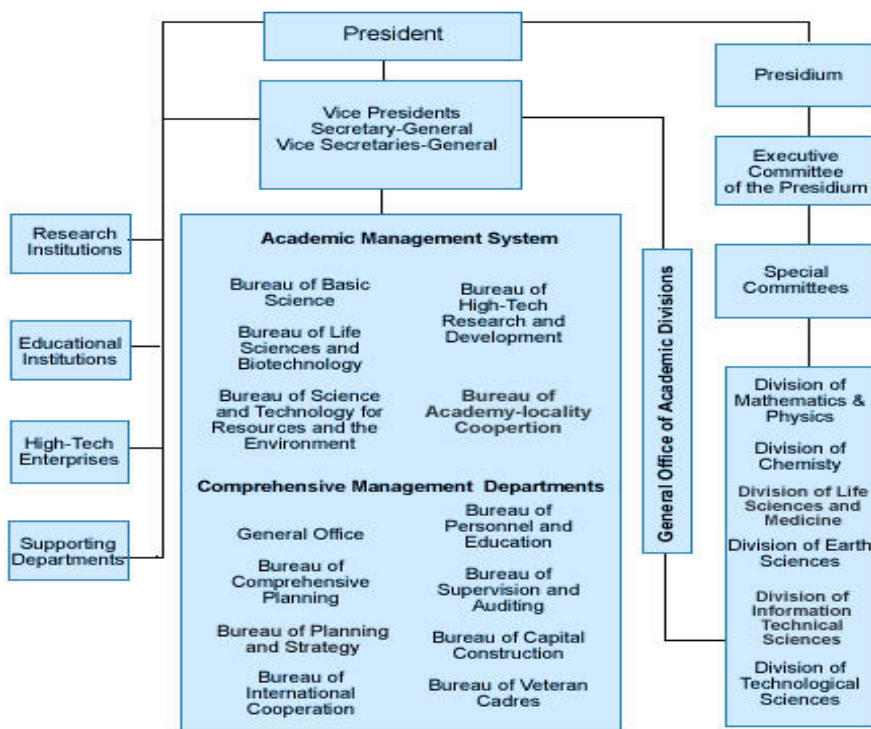 President
Vice Presidents
Secretary-General
Vice Secretaries-General
Presidium
Executive
Committee
of the Presidium
Special
Committees
Research
Institutions
Educational
Institutions
High-Tech
Enterprises
Supporting
Departments
Academic Management System
Bureau of Basic
Science
Bureau of Life
Sciences and
Biotechnology
Bureau of Science
and Technology for
Resources and the
Environment
Bureau of
High-Tech
Research and
Development
Bureau of
Academy-locality
Coopertion
Comprehensive Management Departments
General Office
Bureau of
Comprehensive
Planning
Bureau of Planning
and Strategy
Bureau of
International
Cooperation
Bureau of
Personnel and
Education
Bureau of
Supervision and
Auditing
Bureau of Capital
Construction
Bureau of Veteran
Cadres
General Office of Academic Divisions
Division of
Mathematics &
Physics
Division of
Chemisty
Division of Life
Sciences and
Medicine
Division of Earth
Sciences
Division of
Information
Technical
Sciences
Division of
Technological
Sciences